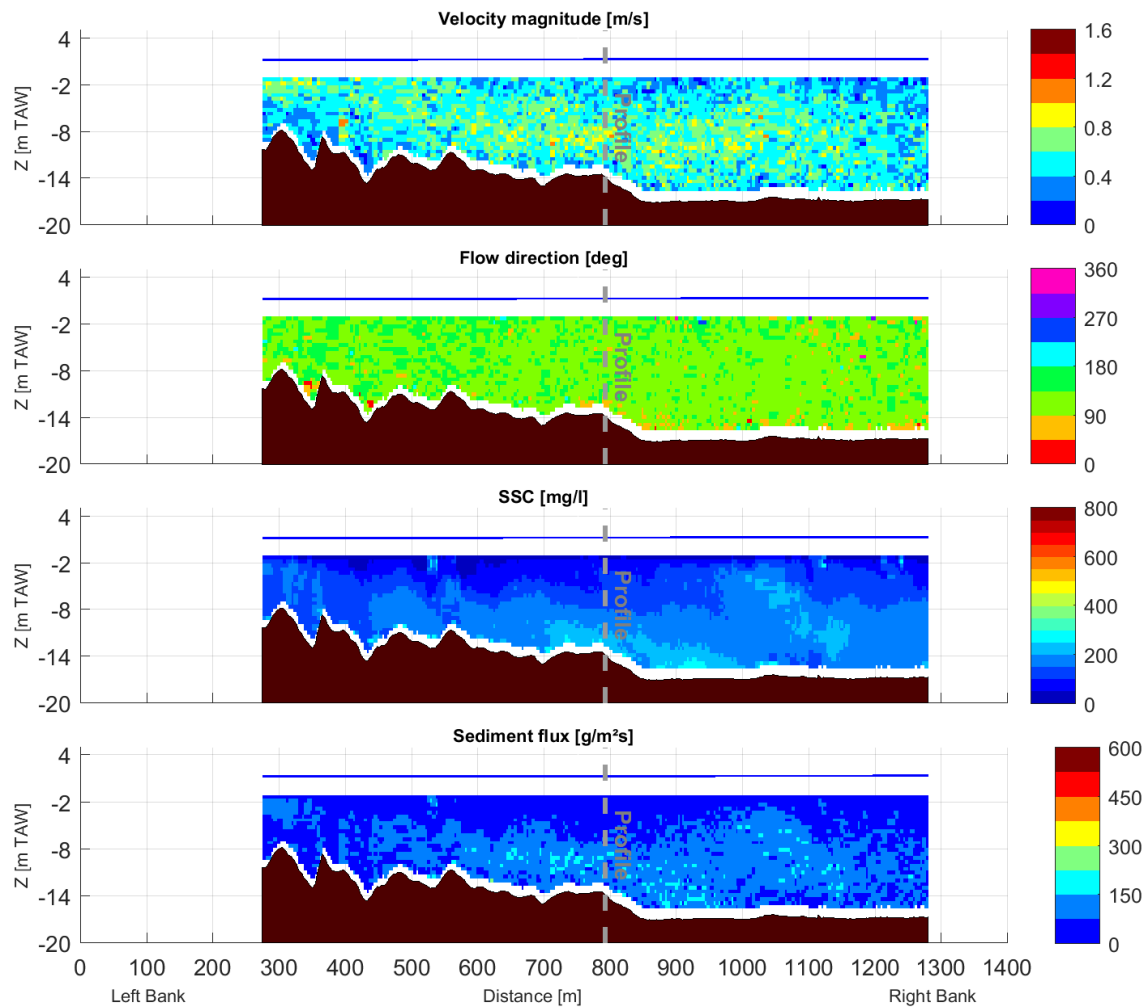 Velocity magnitude [m/s]
4
-2
-8
-14
-20
Z [m TAW]
Profile
1.6
1.2
0.8
0.4
0
Flow direction [deg]
4
-2
-8
-14
-20
Z [m TAW]
Profile
360
270
180
90
0
SSC [mg/l]
4
-2
-8
-14
-20
Z [m TAW]
Profile
800
600
400
200
0
Sediment flux [g/m²s]
4
-2
-8
-14
-20
Z [m TAW]
Profile
600
450
300
150
0
0 100 200 300 400 500 600 700 800 900 1000 1100 1200 1300 1400
Left Bank Distance [m] Right Bank